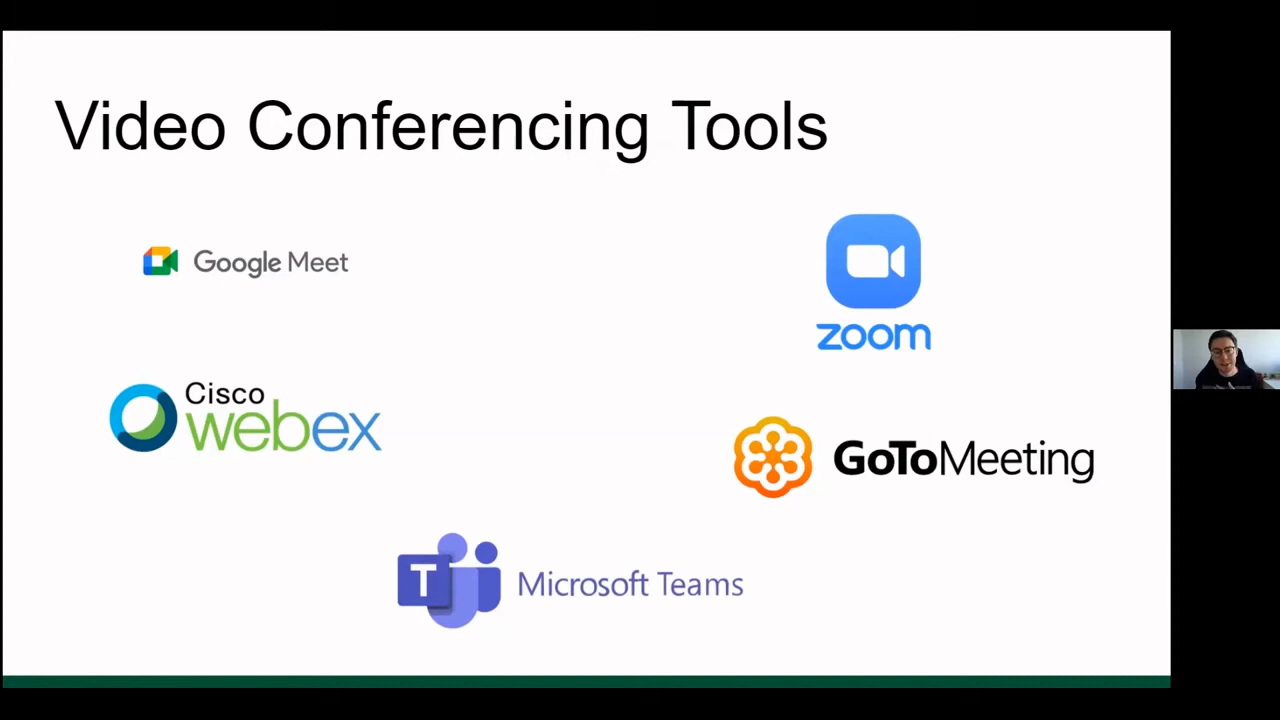 Video Conferencing Tools
Google Meet
zoom
Cisco
webex
GoToMeeting
T
Microsoft Teams